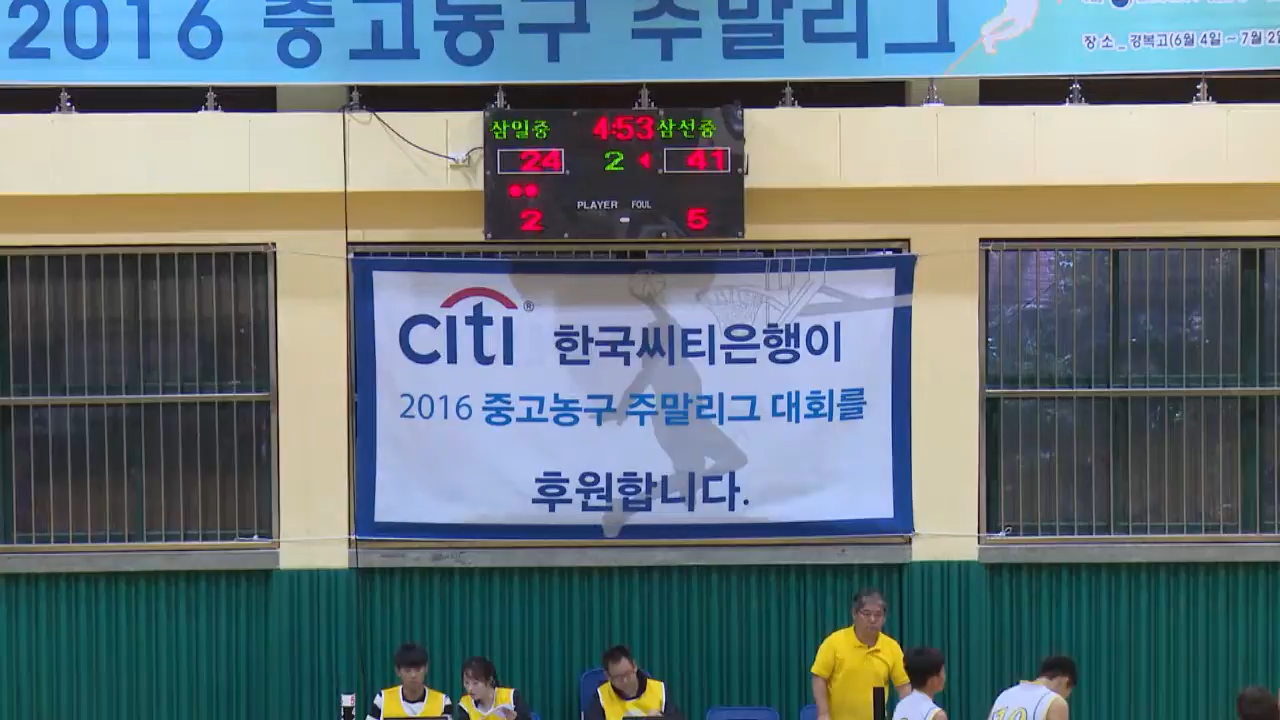 2016 중고농구 주말리그
장 소 _ 경복고(6월 4일 ~ 7월 2일
삼일중 4:53 삼선중
24 2 41
PLAYER FOUL
2 5
citi® 한국씨티은행이
2016 중고농구 주말리그 대회를
후원합니다.